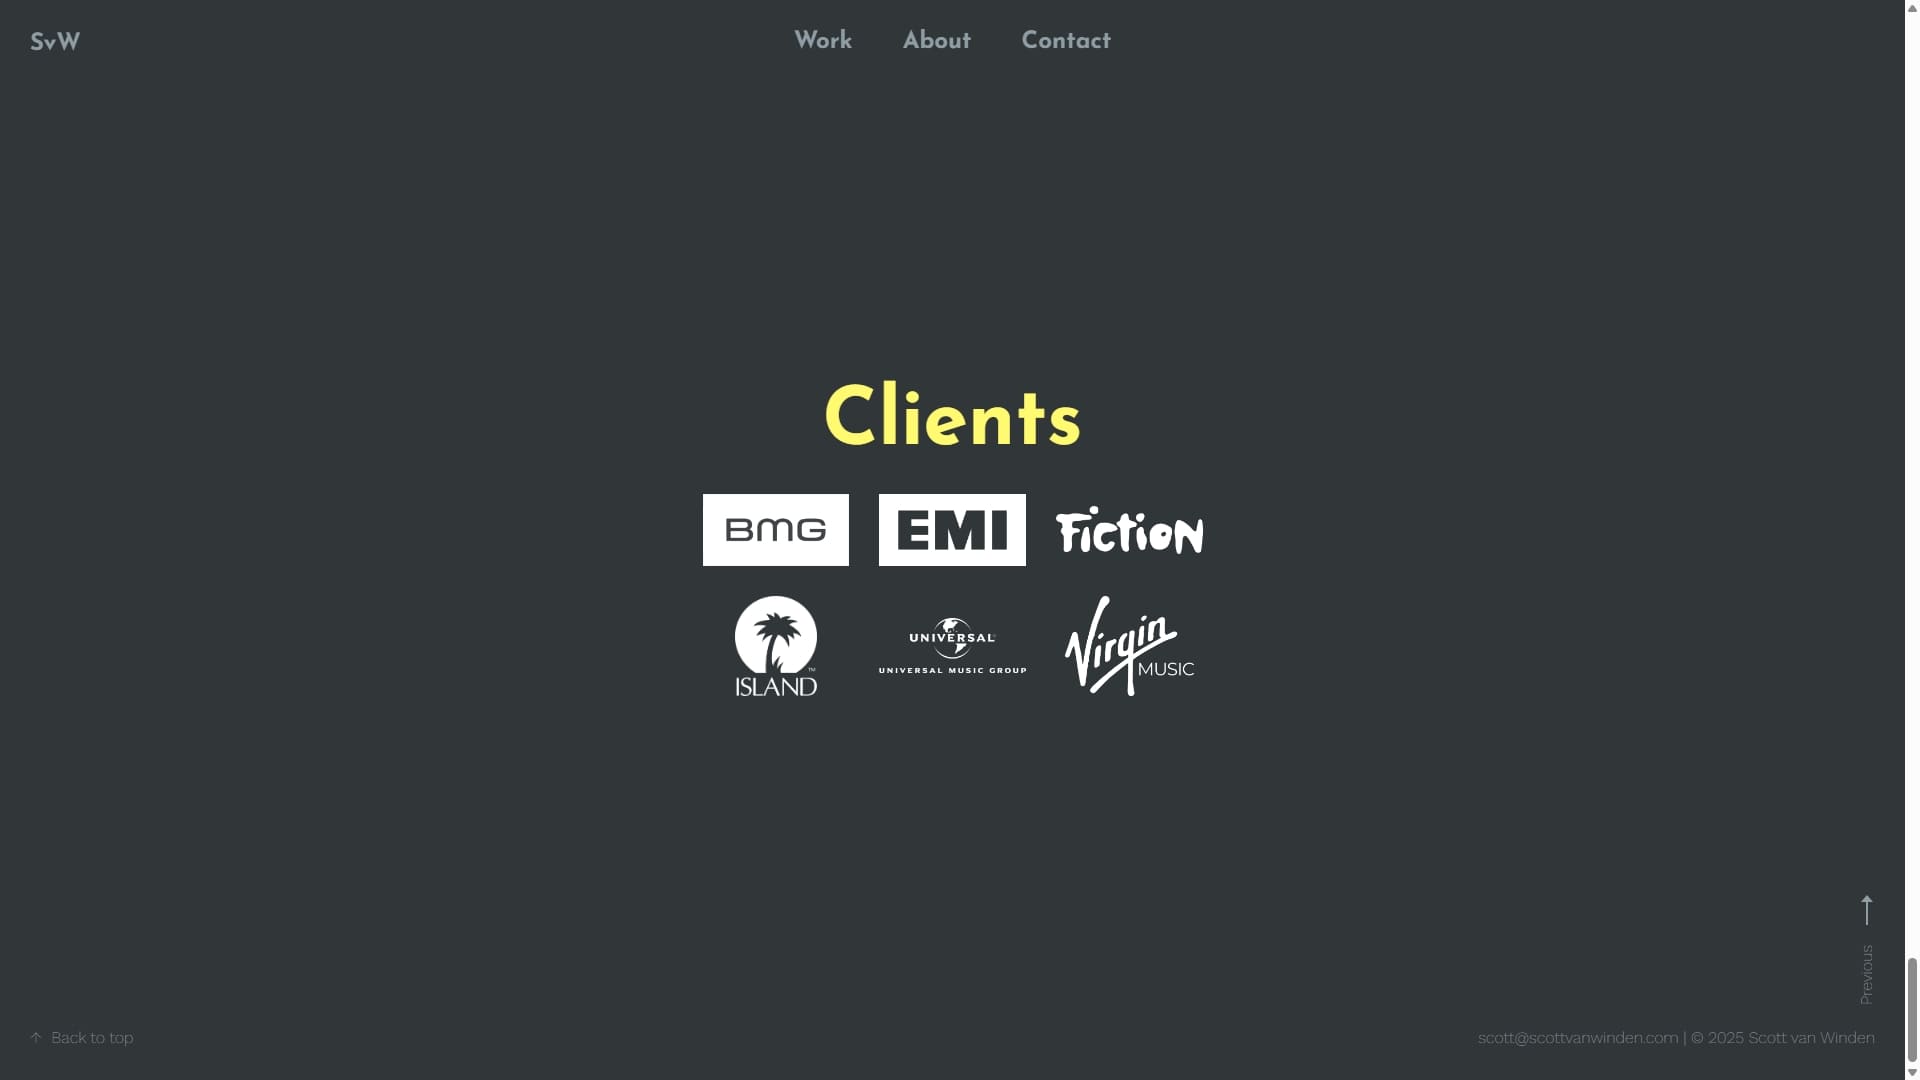 SvW
Work
About
Contact
Clients
BMG
EMI
Fiction
ISLAND
™
UNIVERSAL
UNIVERSAL MUSIC GROUP
Virgin
MUSIC
Previous
Back to top
scott@scottvanwinden.com | © 2025 Scott van Winden